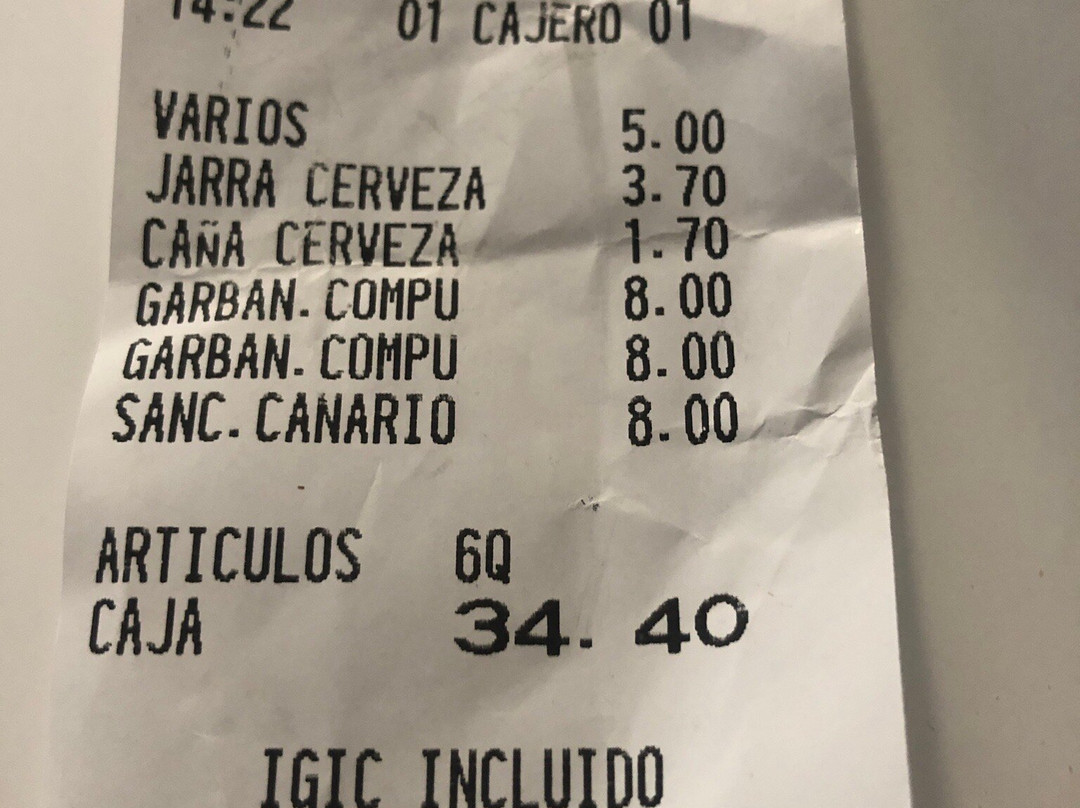 14:22 01 CAJERO 01
VARIOS 5.00
JARRA CERVEZA 3.70
CAÑA CERVEZA 1.70
GARBAN.COMPU 8.00
GARBAN.COMPU 8.00
SANC.CANARIO 8.00
ARTICULOS 6Q
CAJA 34.40
IGIC INCLUIDO